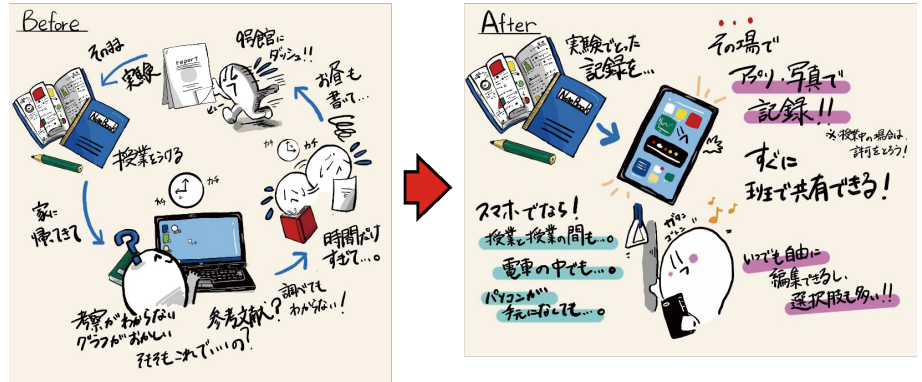 Before
そのまま
実験
report
9号館に
ダッシュ!!
お昼も
書いて…
NoteBook
授業をうける
カチ
カチ
カチ
カチ
家に
帰ってきて
?
時間だけ
すぎて…。
考察がわからない
グラフがおかしい
そもそもこれでいいの?
参考文献?
調べても
わからない!
After
実験でとった
記録を…
NoteBook
その場で
アプリ・写真で
記録!!
※授業中の場合は、
許可をとろう!
すぐに
班で共有できる!
スマホでなら!
授業と授業の間も…。
電車の中でも…。
パソコンが
手元になくても…。
ガタン
ゴトン
いつでも自由に
編集できるし、
選択肢も多い!!